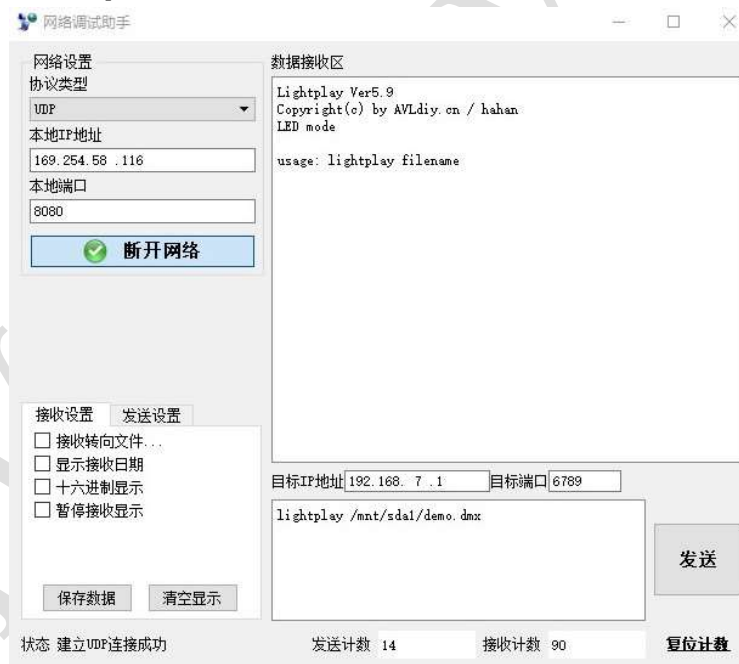 网络调试助手
网络设置
协议类型
UDP
本地IP地址
169.254.58 .116
本地端口
8080
断开网络
数据接收区
Lightplay Ver5.9
Copyright(c) by AVLdiy.cn / hahan
LED mode
usage: lightplay filename
接收设置 发送设置
接收转向文件...
显示接收日期
十六进制显示
暂停接收显示
保存数据 清空显示
目标IP地址 192.168. 7 .1 目标端口 6789
lightplay /mnt/sda1/demo.dmx
发送
状态 建立UDP连接成功 发送计数 14 接收计数 90 复位计数